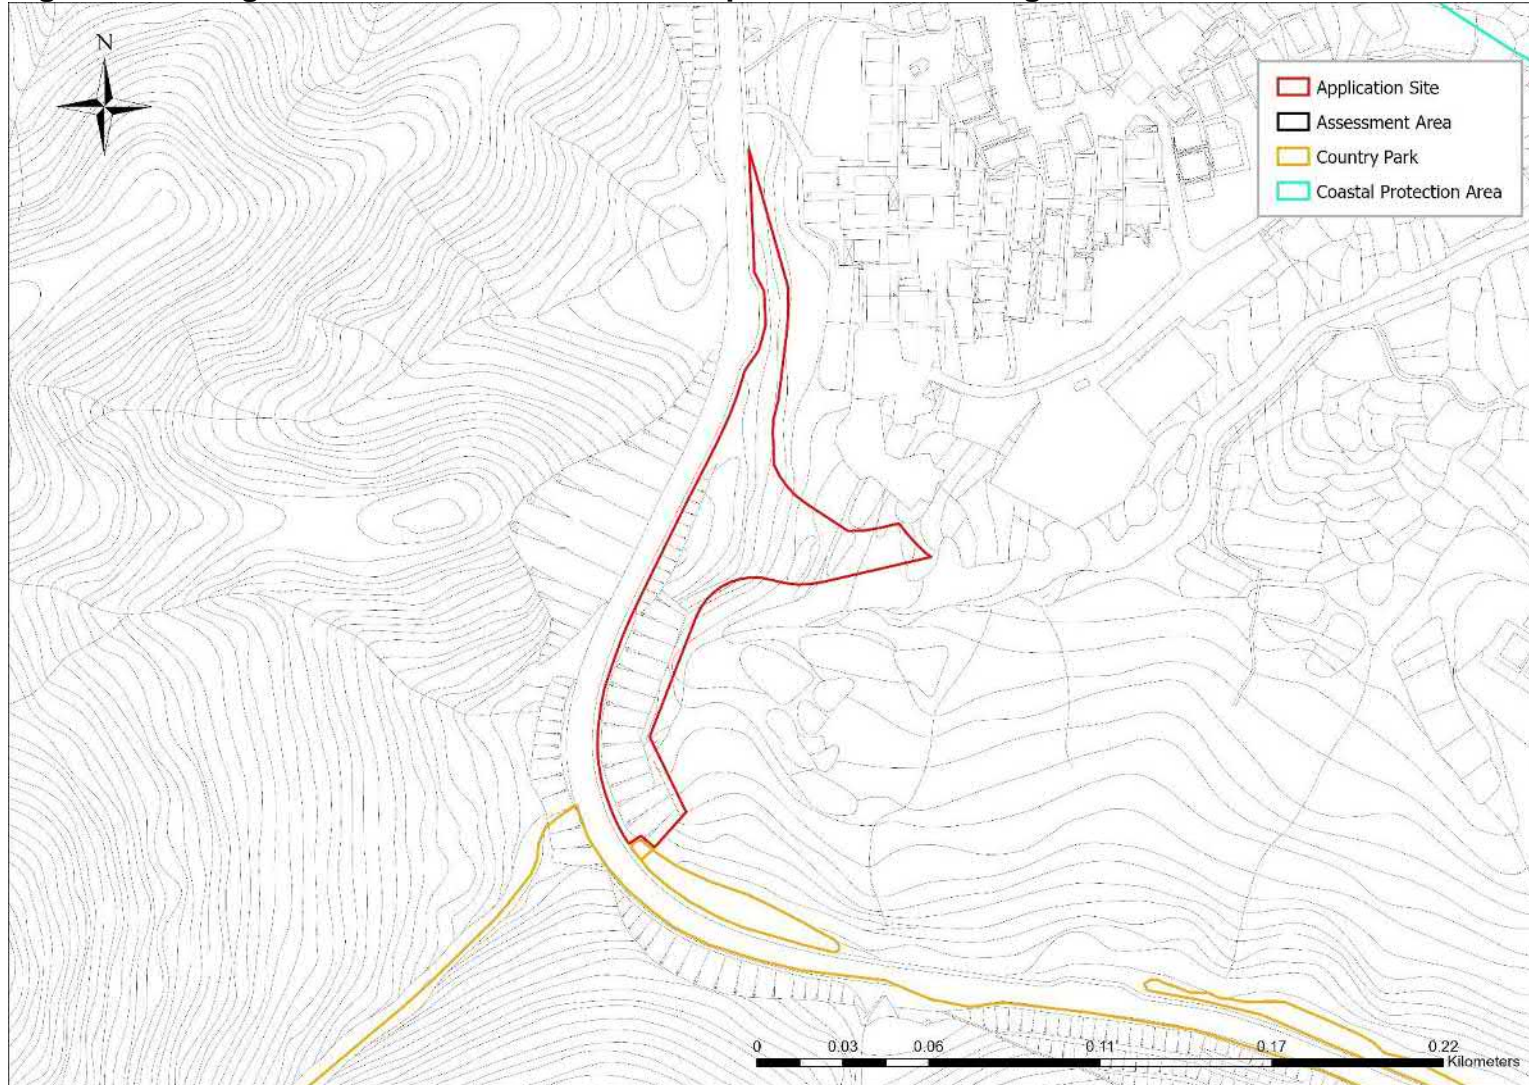 N
Application Site
Assessment Area
Country Park
Coastal Protection Area
0 0.03 0.06 0.11 0.17 0.22
Kilometers